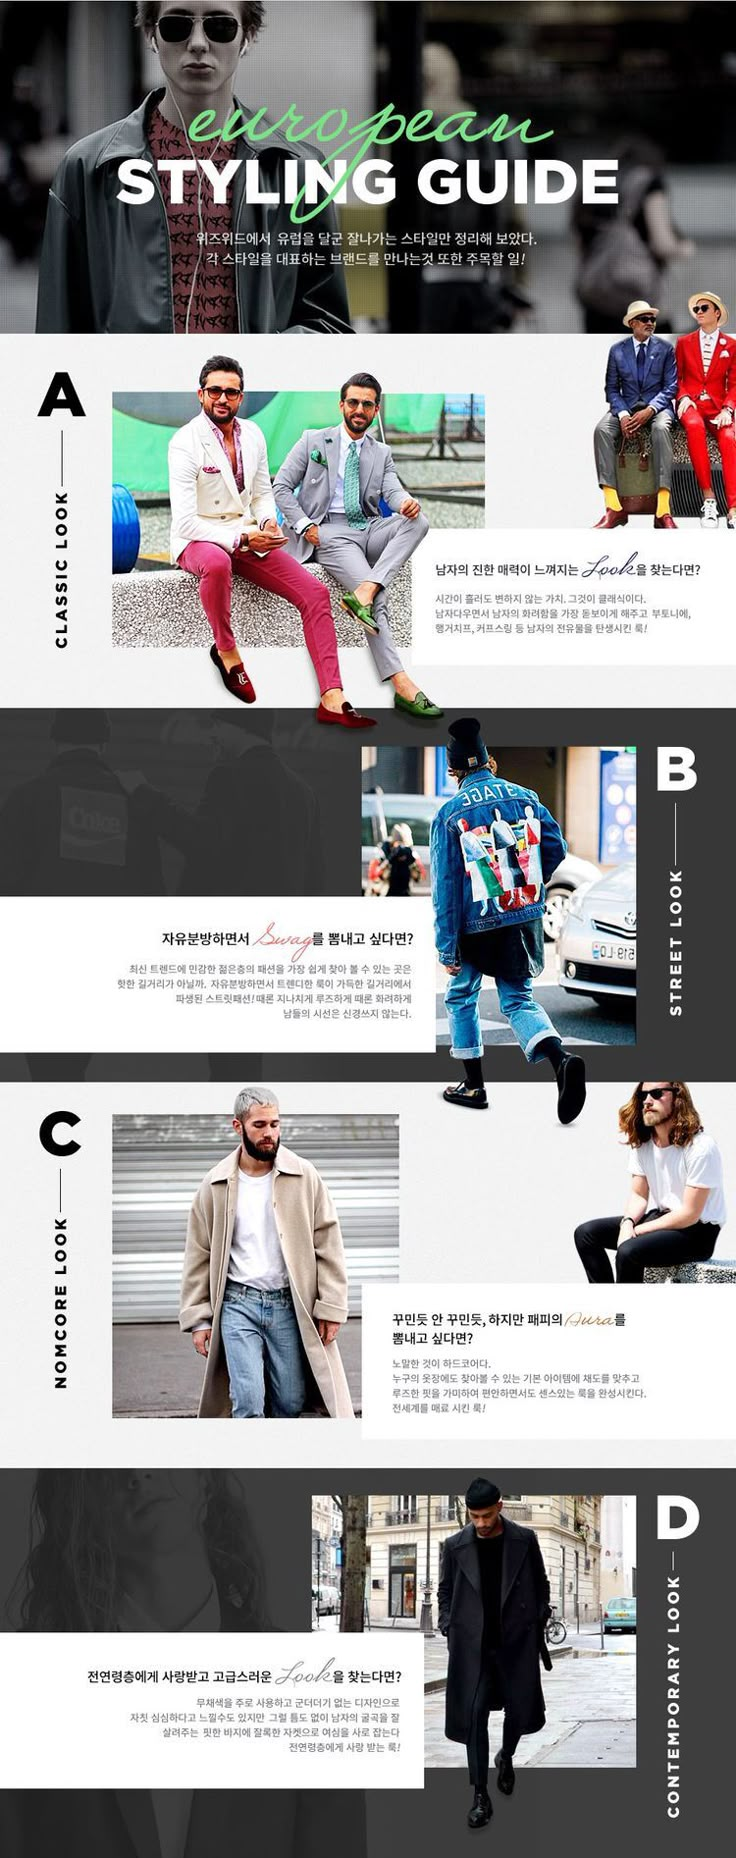 european
STYLING GUIDE
위즈위드에서 유럽을 달군 잘나가는 스타일만 정리해 보았다.
각 스타일을 대표하는 브랜드를 만나는것 또한 주목할 일!
A
CLASSIC LOOK
남자의 진한 매력이 느껴지는 Look을 찾는다면?
시간이 흘러도 변하지 않는 가치. 그것이 클래식이다.
남자다우면서 남자의 화려함을 가장 돋보이게 해주고 부토니에,
행거치프, 커프스링 등 남자의 전유물을 탄생시킨 룩!
B
STREET LOOK
Coke
자유분방하면서 Swag를 뽐내고 싶다면?
최신 트렌드에 민감한 젊은층의 패션을 가장 쉽게 찾아 볼 수 있는 곳은
핫한 길거리가 아닐까. 자유분방하면서 트렌디한 룩이 가득한 길거리에서
파생된 스트릿패션! 때론 지나치게 루즈하게 때론 화려하게
남들의 시선은 신경쓰지 않는다.
C
NOMCORE LOOK
꾸민듯 안 꾸민듯, 하지만 패피의 Aura를
뽐내고 싶다면?
노말한 것이 하드코어다.
누구의 옷장에도 찾아볼 수 있는 기본 아이템에 채도를 맞추고
루즈한 핏을 가미하여 편안하면서도 센스있는 룩을 완성시킨다.
전세계를 매료 시킨 룩!
D
CONTEMPORARY LOOK
전연령층에게 사랑받고 고급스러운 Look을 찾는다면?
무채색을 주로 사용하고 군더더기 없는 디자인으로
자칫 심심하다고 느낄수도 있지만 그럴 틈도 없이 남자의 굴곡을 잘
살려주는 핏한 바지에 잘록한 자켓으로 여심을 사로 잡는다
전연령층에게 사랑 받는 룩!